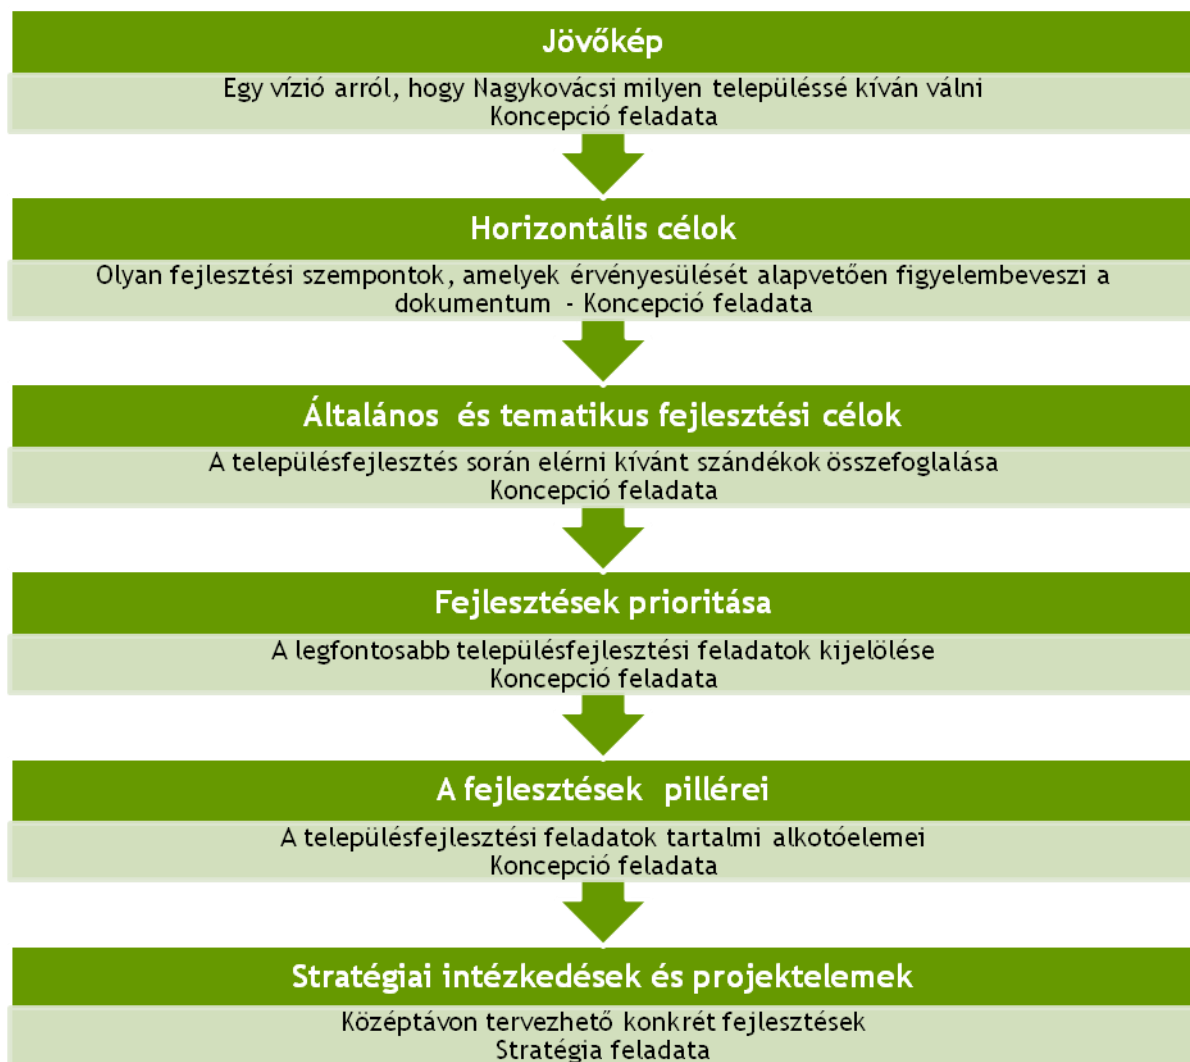 Jövőkép
Egy vízió arról, hogy Nagykovácsi milyen településsé kíván válni
Koncepció feladata
Horizontális célok
Olyan fejlesztési szempontok, amelyek érvényesülését alapvetően figyelembeveszi a
dokumentum - Koncepció feladata
Általános és tematikus fejlesztési célok
A településfejlesztés során elérni kívánt szándékok összefoglalása
Koncepció feladata
Fejlesztések prioritása
A legfontosabb településfejlesztési feladatok kijelölése
Koncepció feladata
A fejlesztések pillérei
A településfejlesztési feladatok tartalmi alkotóelemei
Koncepció feladata
Stratégiai intézkedések és projektelemek
Középtávon tervezhető konkrét fejlesztések
Stratégia feladata